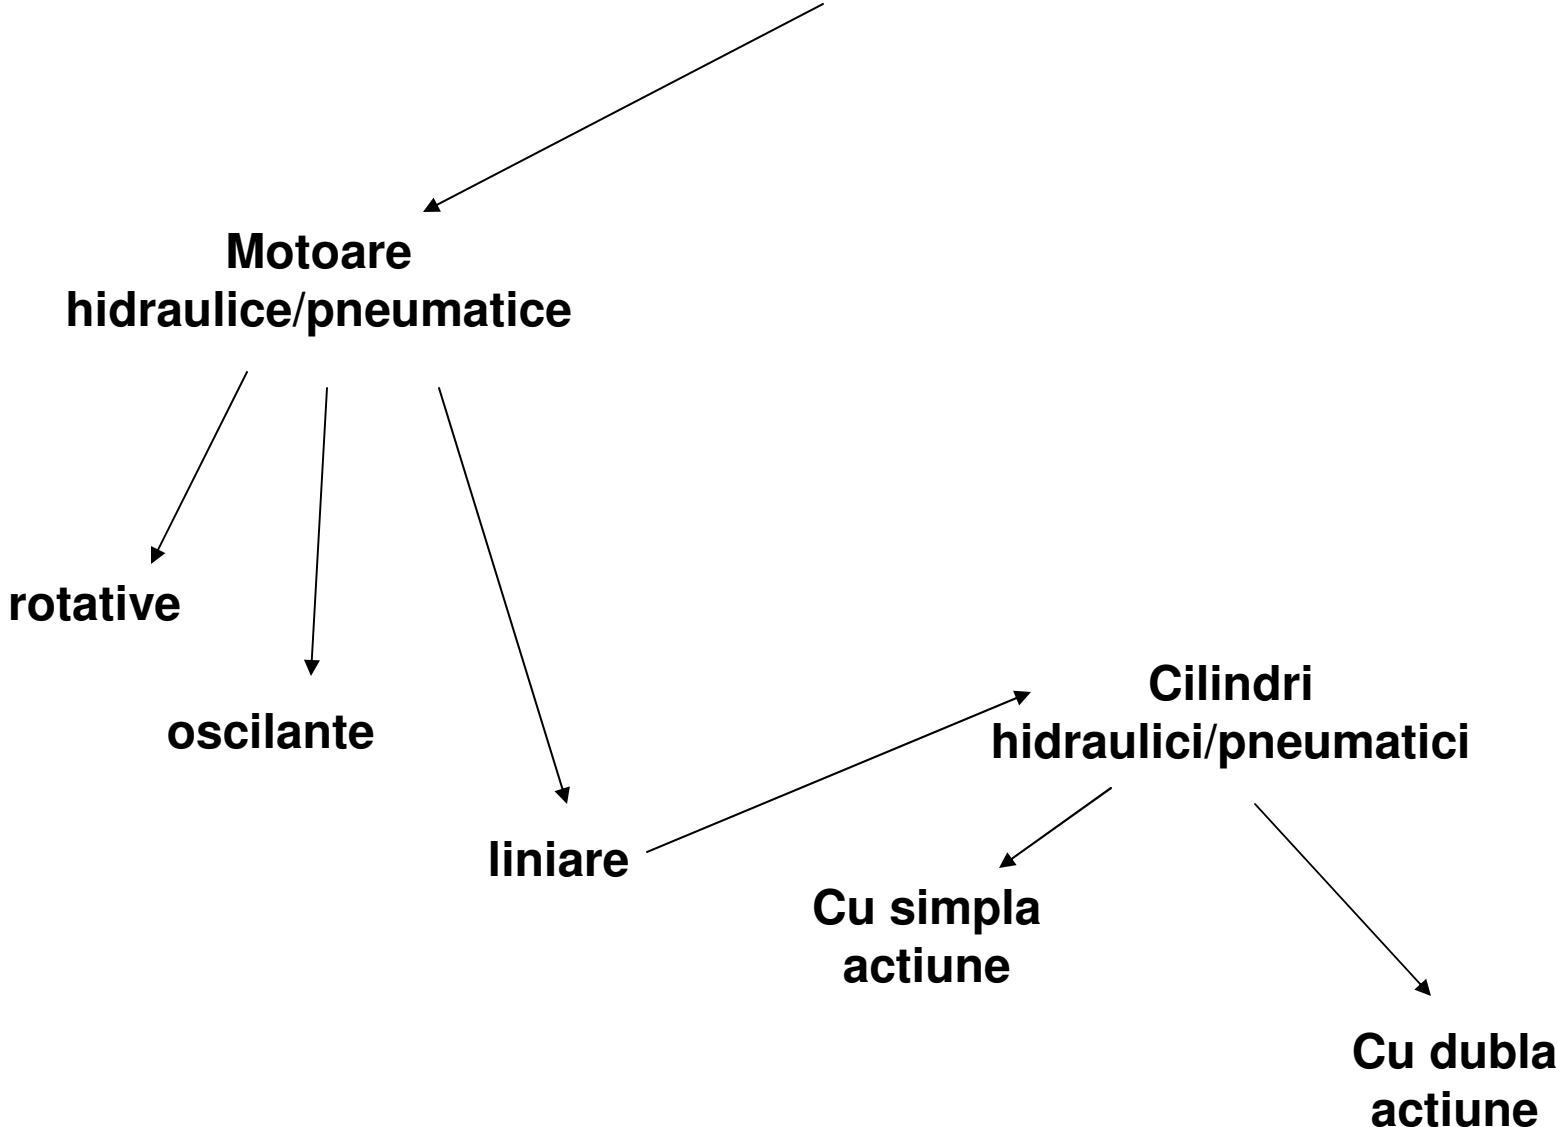 Motoare
hidraulice/pneumatice
rotative
oscilante
liniare
Cilindri
hidraulici/pneumatici
Cu simpla
actiune
Cu dubla
actiune